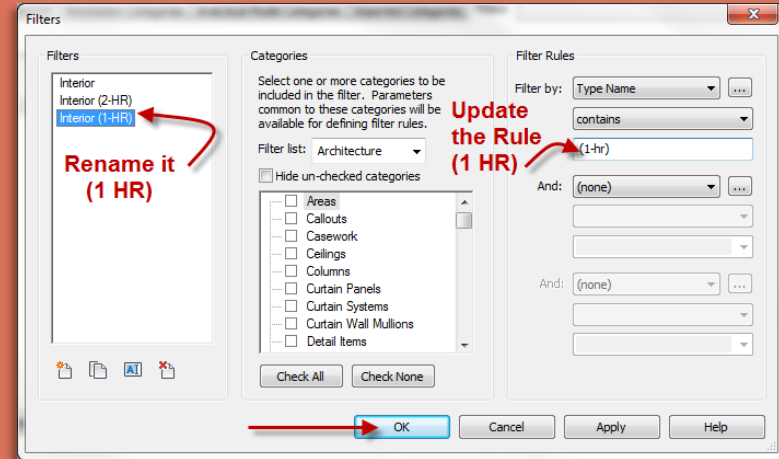 Filters
Filters
Interior
Interior (2-HR)
Interior (1-HR)
Rename it
(1 HR)
Categories
Select one or more categories to be
included in the filter. Parameters
common to these categories will be
available for defining filter rules.
Filter list: Architecture
Hide un-checked categories
Areas
Callouts
Casework
Ceilings
Columns
Curtain Panels
Curtain Systems
Curtain Wall Mullions
Detail Items
Check All Check None
Filter Rules
Filter by: Type Name ...
contains
(1-hr)
Update
the Rule
(1 HR)
And: (none) ...
And: (none) ...
OK Cancel Apply Help